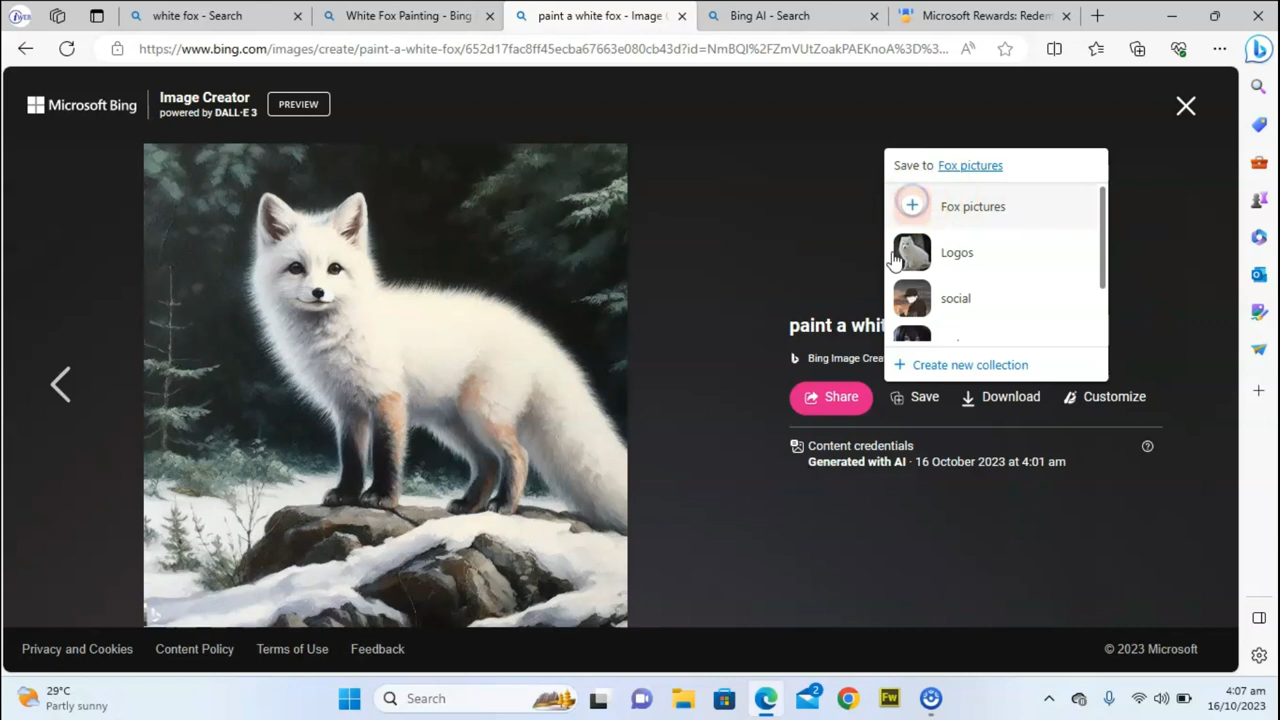 white fox - Search
White Fox Painting - Bing
paint a white fox - Image
Bing AI - Search
Microsoft Rewards: Redem
https://www.bing.com/images/create/paint-a-white-fox/652d17fac8ff45ecba67663e080cb43d?id=NmBQI%2FZmVUtZoakPAEKnoA%3D%3...
Microsoft Bing
Image Creator
powered by DALL·E 3
PREVIEW
Save to Fox pictures
Fox pictures
Logos
social
Create new collection
paint a whi
Bing Image Crea
Share
Save
Download
Customize
Content credentials
Generated with AI · 16 October 2023 at 4:01 am
Privacy and Cookies
Content Policy
Terms of Use
Feedback
© 2023 Microsoft
29°C
Partly sunny
Search
2
Fw
4:07 am
16/10/2023